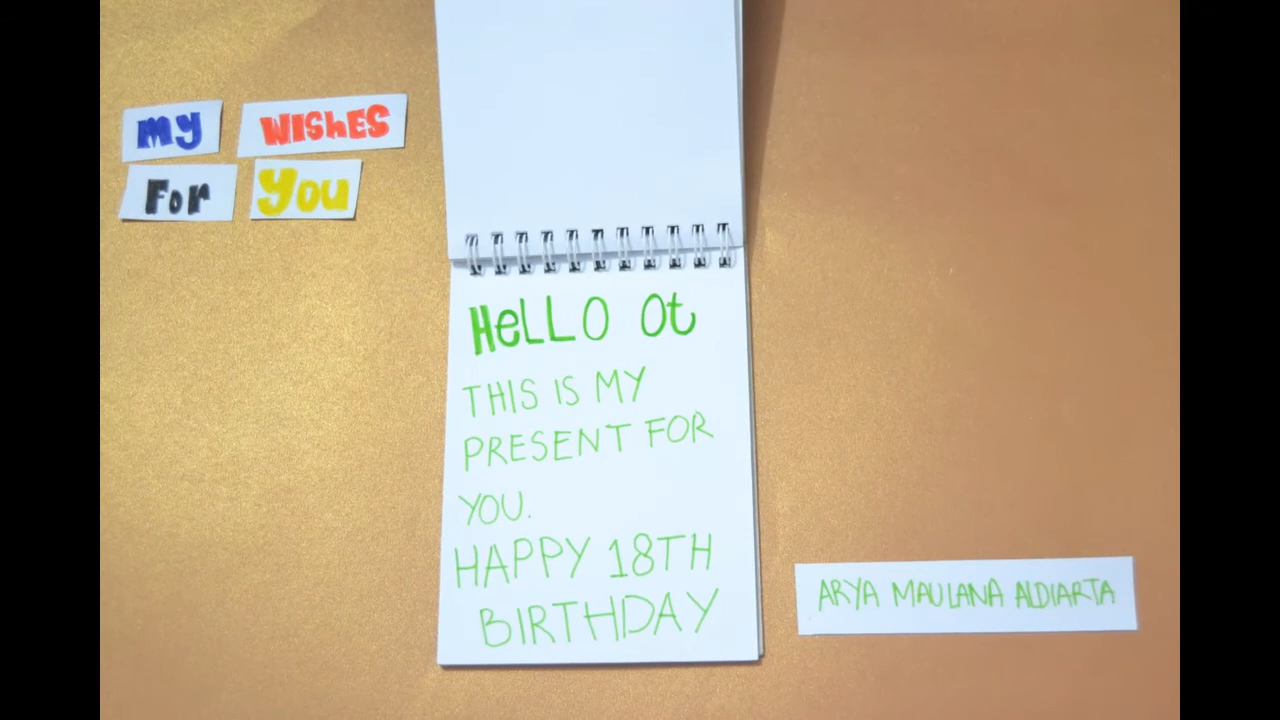 My WISHES
For You
HeLLO Ot
THIS IS MY
PRESENT FOR
YOU.
HAPPY 18TH
BIRTHDAY
ARYA MAULANA ALDIARTA